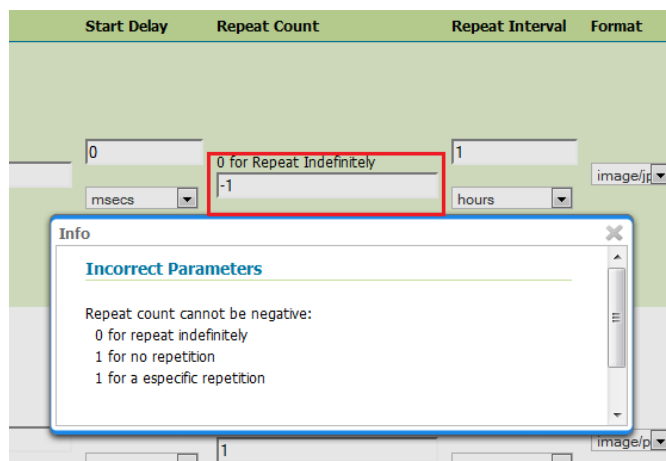 Start Delay Repeat Count Repeat Interval Format
0 0 for Repeat Indefinitely 1
-1 image/jp
msecs hours
Info
Incorrect Parameters
Repeat count cannot be negative:
0 for repeat indefinitely
1 for no repetition
1 for a especific repetition
1 image/p